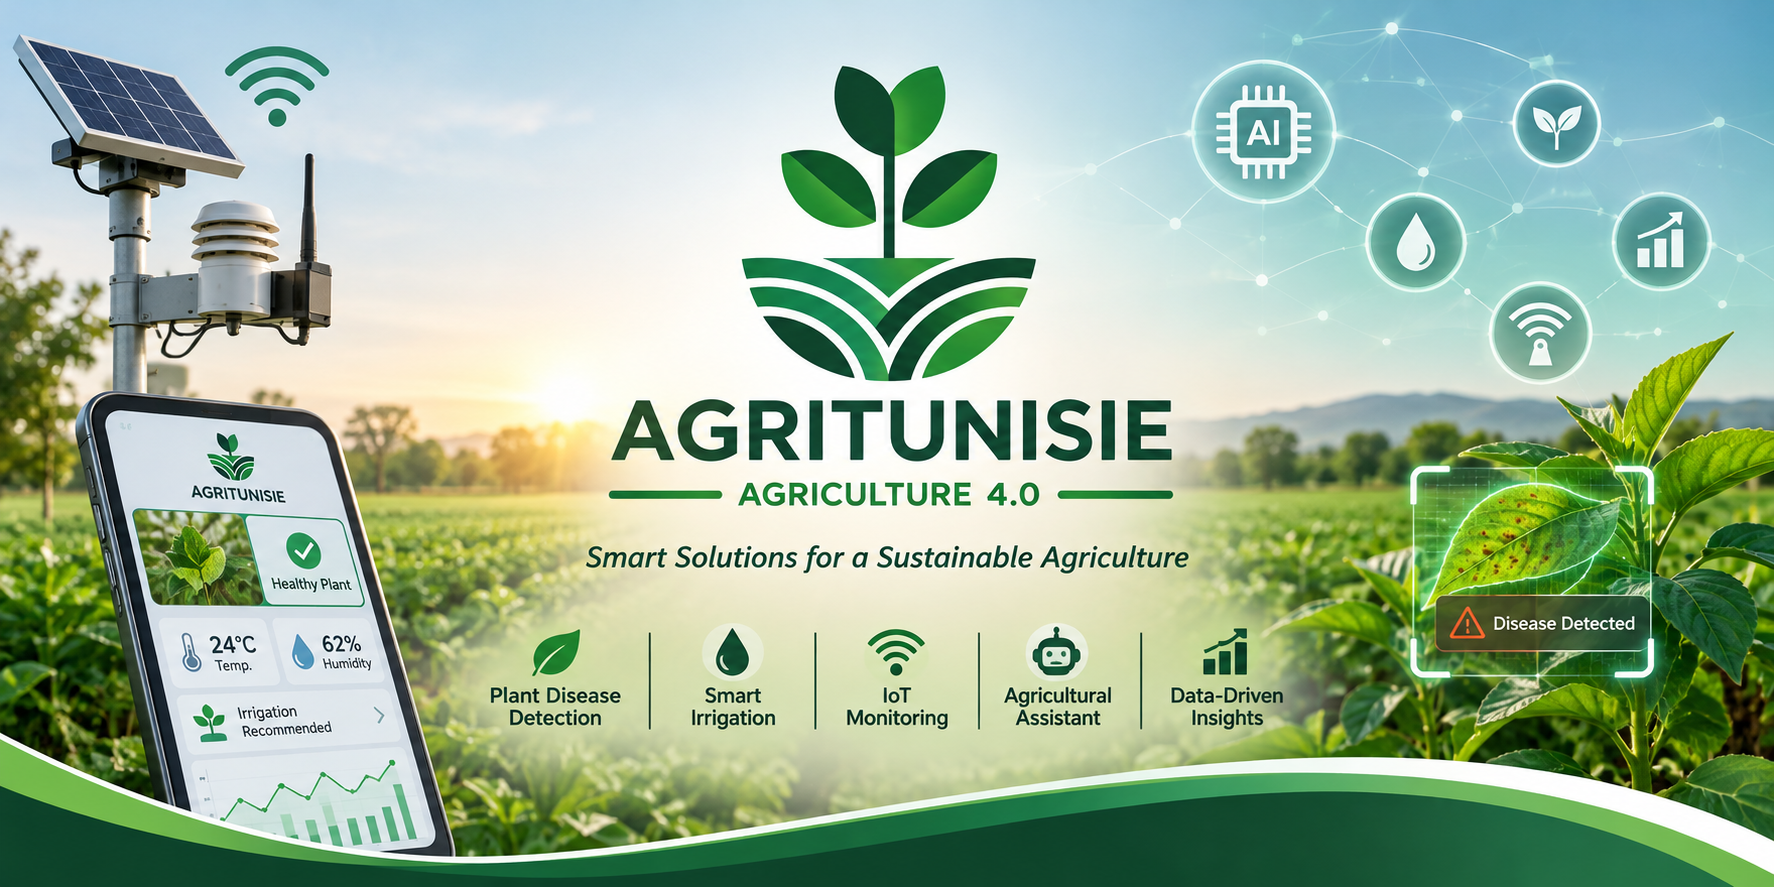 AI
AGRITUNISIE
AGRICULTURE 4.0
Smart Solutions for a Sustainable Agriculture
Plant Disease
Detection
Smart
Irrigation
IoT
Monitoring
Agricultural
Assistant
Data-Driven
Insights
AGRITUNISIE
Healthy Plant
24°C
Temp.
62%
Humidity
Irrigation
Recommended
Disease Detected